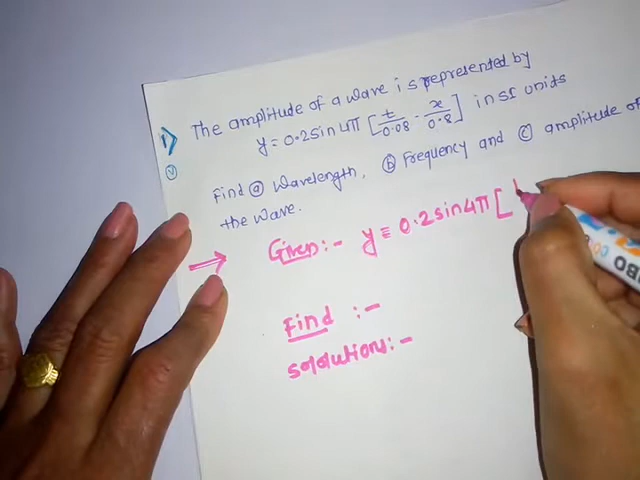 1) The amplitude of a wave is represented by
y = 0.2 sin 4π [t/0.08 - x/0.8] in SI units
(v) Find (a) Wavelength, (b) Frequency and (c) amplitude of
the wave.
⇒ Given :- y = 0.2 sin 4π [ t
Find :-
Solution :-